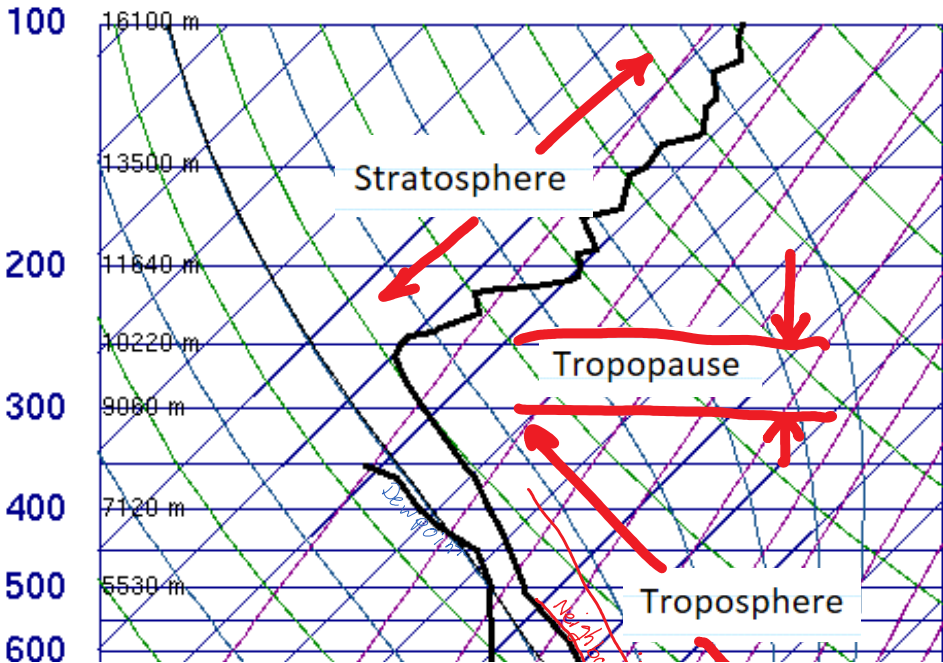 100 16100 m
13500 m
Stratosphere
200 11640 m
10220 m
Tropopause
300 9060 m
400 7120 m
Dewpoint
500 5530 m
Troposphere
600